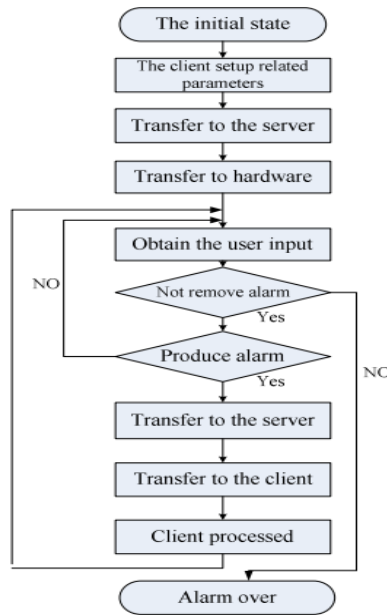 The initial state
The client setup related
parameters
Transfer to the server
Transfer to hardware
Obtain the user input
NO
Not remove alarm
Yes
Produce alarm
NO
Yes
Transfer to the server
Transfer to the client
Client processed
Alarm over